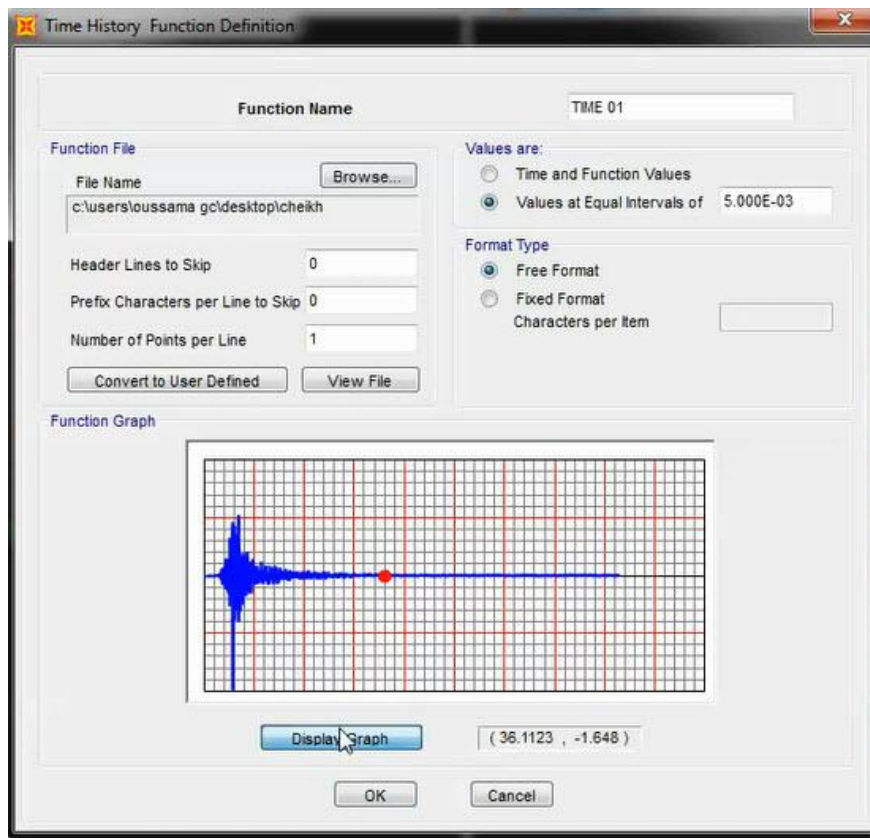 Time History Function Definition
Function Name
TIME 01
Function File
File Name
Browse...
c:\users\oussama gc\desktop\cheikh
Header Lines to Skip
0
Prefix Characters per Line to Skip
0
Number of Points per Line
1
Convert to User Defined
View File
Values are:
Time and Function Values
Values at Equal Intervals of
5.000E-03
Format Type
Free Format
Fixed Format
Characters per Item
Function Graph
Display Graph
( 36.1123 , -1.648 )
OK
Cancel